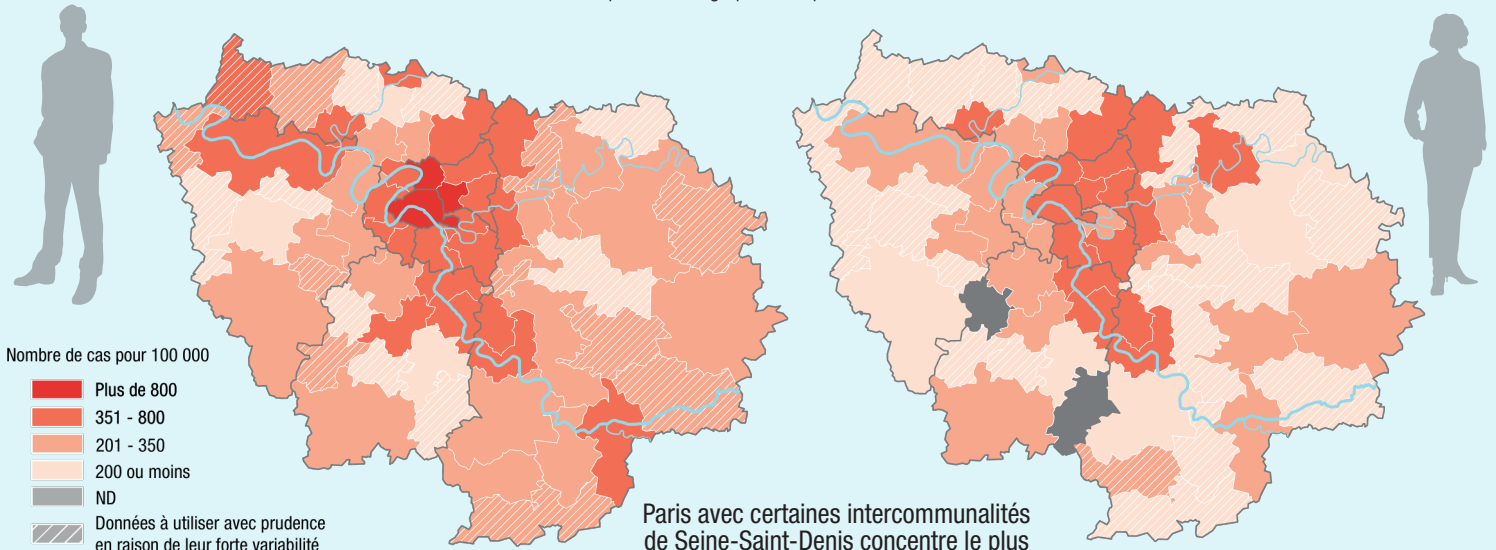 Nombre de cas pour 100 000
Plus de 800
351 - 800
201 - 350
200 ou moins
ND
Données à utiliser avec prudence
en raison de leur forte variabilité
Paris avec certaines intercommunalités
de Seine-Saint-Denis concentre le plus